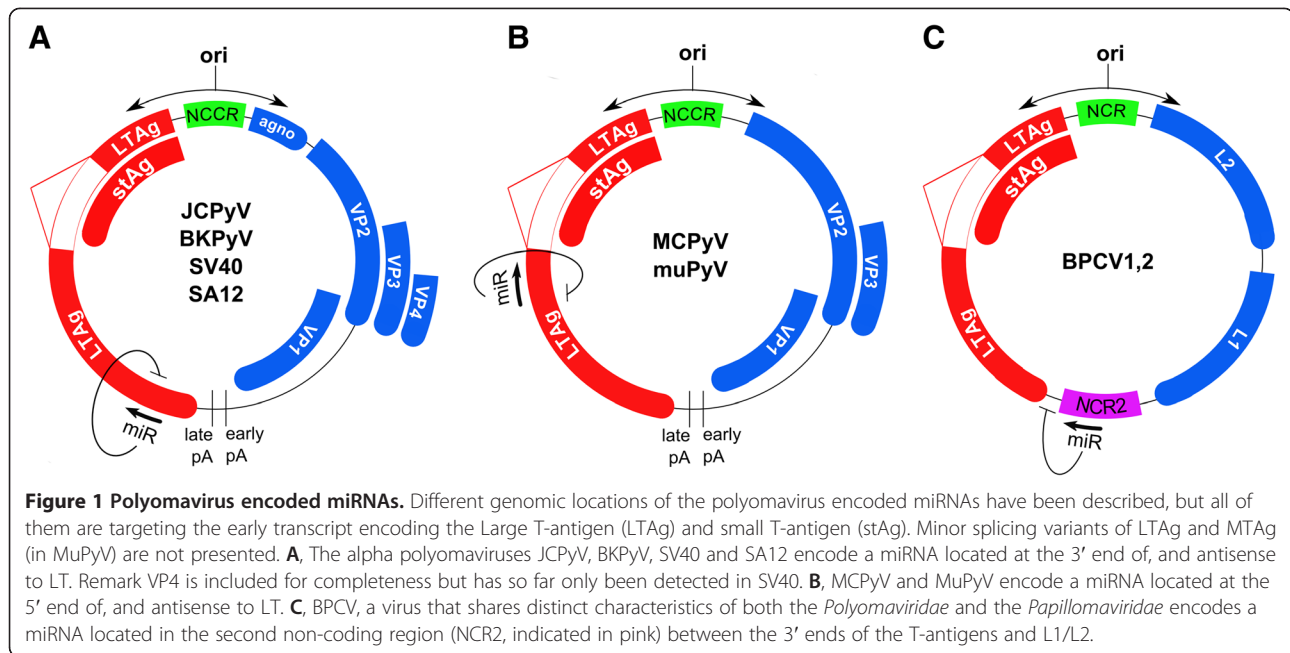 A
ori
NCCR
agno
LTAg
stAg
JCPyV
BKPyV
SV40
SA12
VP2
VP3
VP4
VP1
LTAg
miR
late
pA
early
pA
B
ori
NCCR
LTAg
stAg
MCPyV
muPyV
VP2
VP3
VP1
miR
LTAg
late
pA
early
pA
C
ori
NCR
LTAg
stAg
L2
BPCV1,2
L1
LTAg
NCR2
miR
Figure 1 Polyomavirus encoded miRNAs. Different genomic locations of the polyomavirus encoded miRNAs have been described, but all of
them are targeting the early transcript encoding the Large T-antigen (LTAg) and small T-antigen (stAg). Minor splicing variants of LTAg and MTAg
(in MuPyV) are not presented. A, The alpha polyomaviruses JCPyV, BKPyV, SV40 and SA12 encode a miRNA located at the 3′ end of, and antisense
to LT. Remark VP4 is included for completeness but has so far only been detected in SV40. B, MCPyV and MuPyV encode a miRNA located at the
5′ end of, and antisense to LT. C, BPCV, a virus that shares distinct characteristics of both the Polyomaviridae and the Papillomaviridae encodes a
miRNA located in the second non-coding region (NCR2, indicated in pink) between the 3′ ends of the T-antigens and L1/L2.